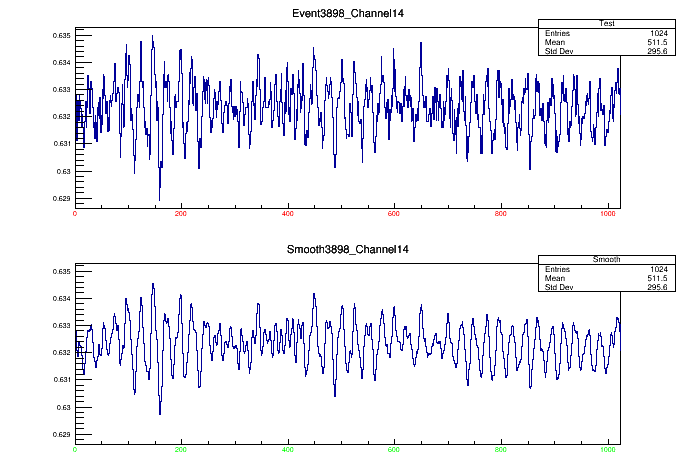 Event3898_Channel14
Test
Entries 1024
Mean 511.5
Std Dev 295.6
0.635
0.634
0.633
0.632
0.631
0.63
0.629
0 200 400 600 800 1000
Smooth3898_Channel14
Smooth
Entries 1024
Mean 511.5
Std Dev 295.6
0.635
0.634
0.633
0.632
0.631
0.63
0.629
0 200 400 600 800 1000